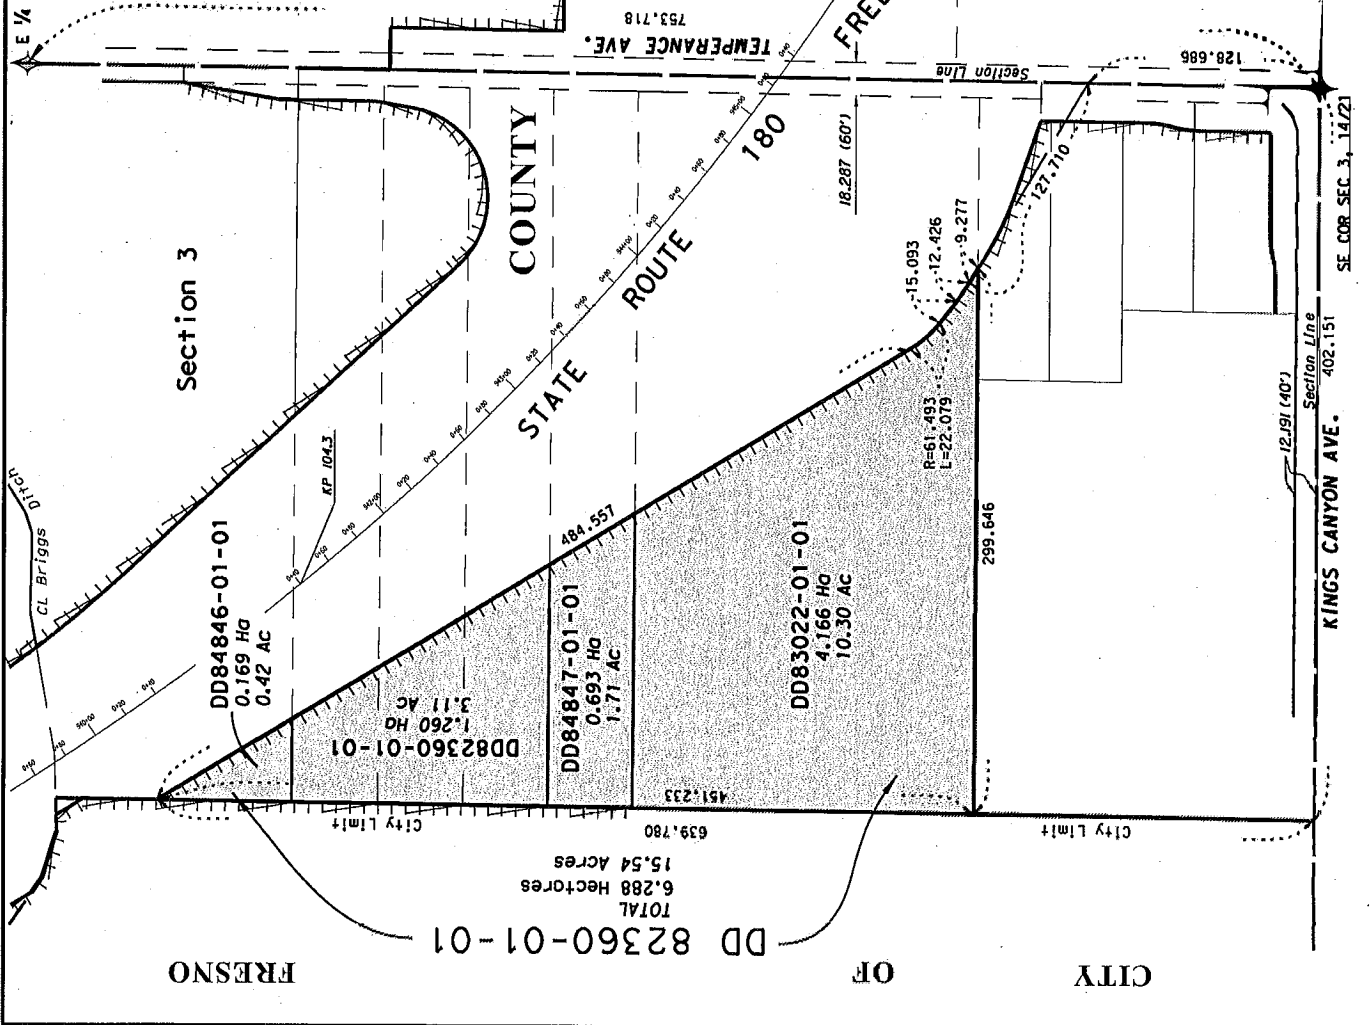 E ¼
753.718
TEMPERANCE AVE.
Section Line
128.686
SE COR SEC 3, 14/21
180
18.287 (60')
127.710
COUNTY
Section 3
ROUTE
STATE
15.093
12.426
9.277
R=61.493
L=22.079
CL Briggs Ditch
KP 104.3
484.557
299.646
12.191 (40')
Section Line
402.151
KINGS CANYON AVE.
DD84846-01-01
0.169 Ha
0.42 Ac
DD82360-01-01
1.260 Ha
3.11 AC
DD84847-01-01
0.693 Ha
1.71 Ac
DD83022-01-01
4.166 Ha
10.30 Ac
451.233
City Limit
639.780
City Limit
DD 82360-01-01
TOTAL
6.288 Hectares
15.54 Acres
CITY
OF
FRESNO